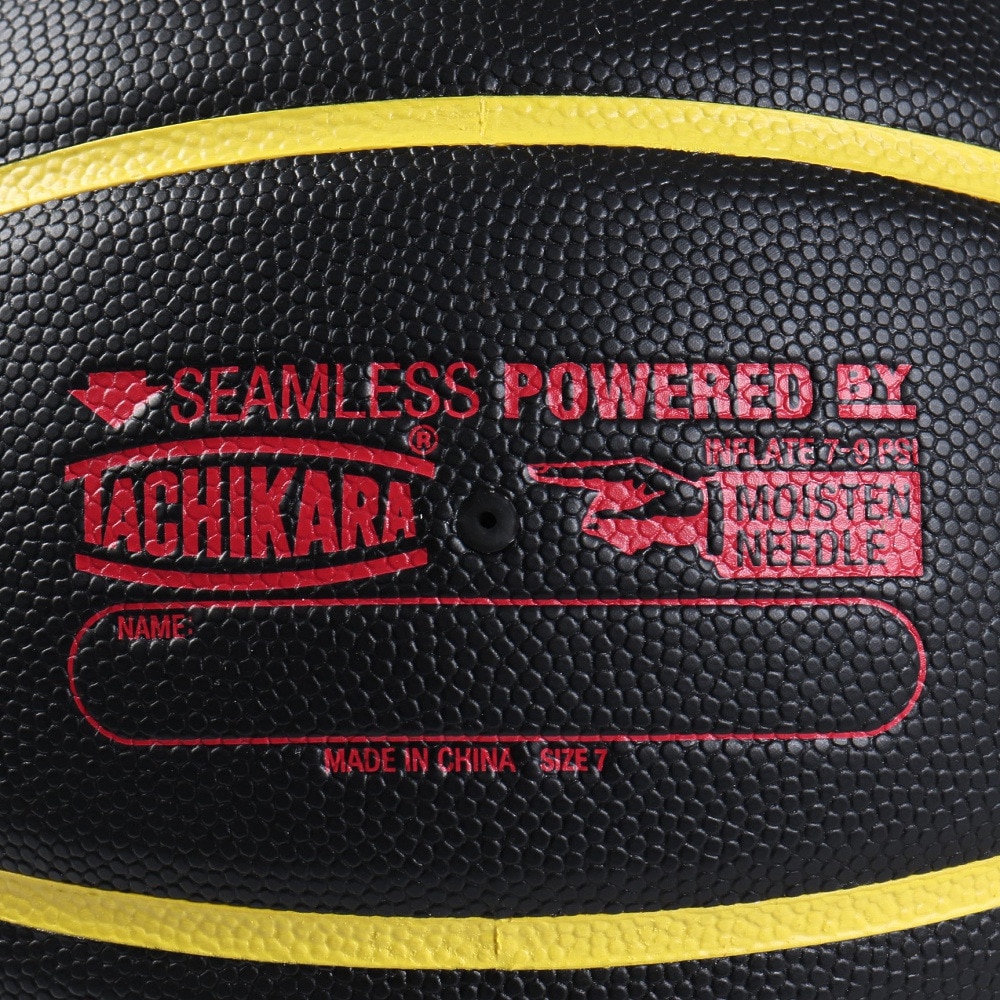 SEAMLESS POWERED BY
TACHIKARA®
INFLATE 7-9 PSI
MOISTEN
NEEDLE
NAME:
MADE IN CHINA SIZE 7